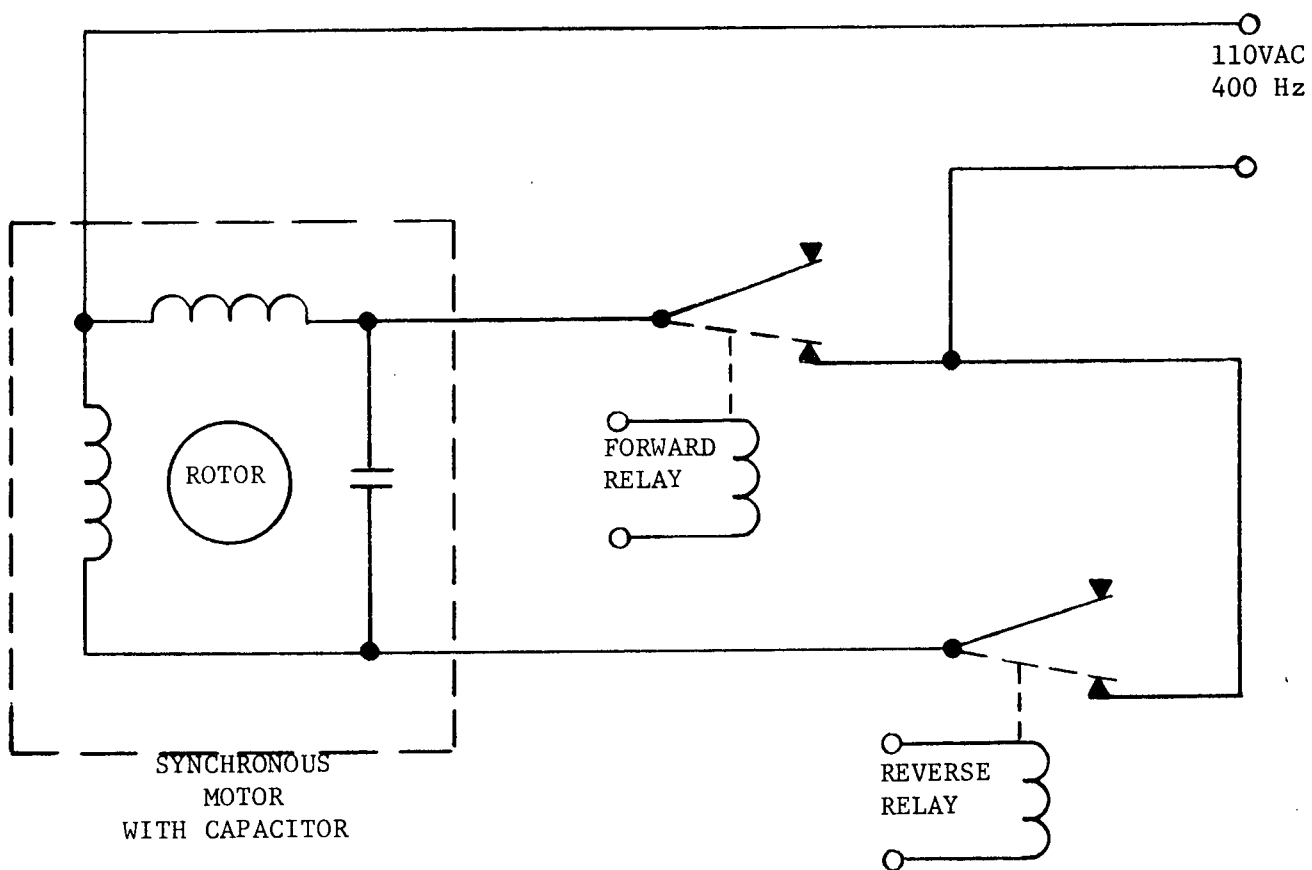 110VAC
400 Hz
ROTOR
FORWARD
RELAY
SYNCHRONOUS
MOTOR
WITH CAPACITOR
REVERSE
RELAY